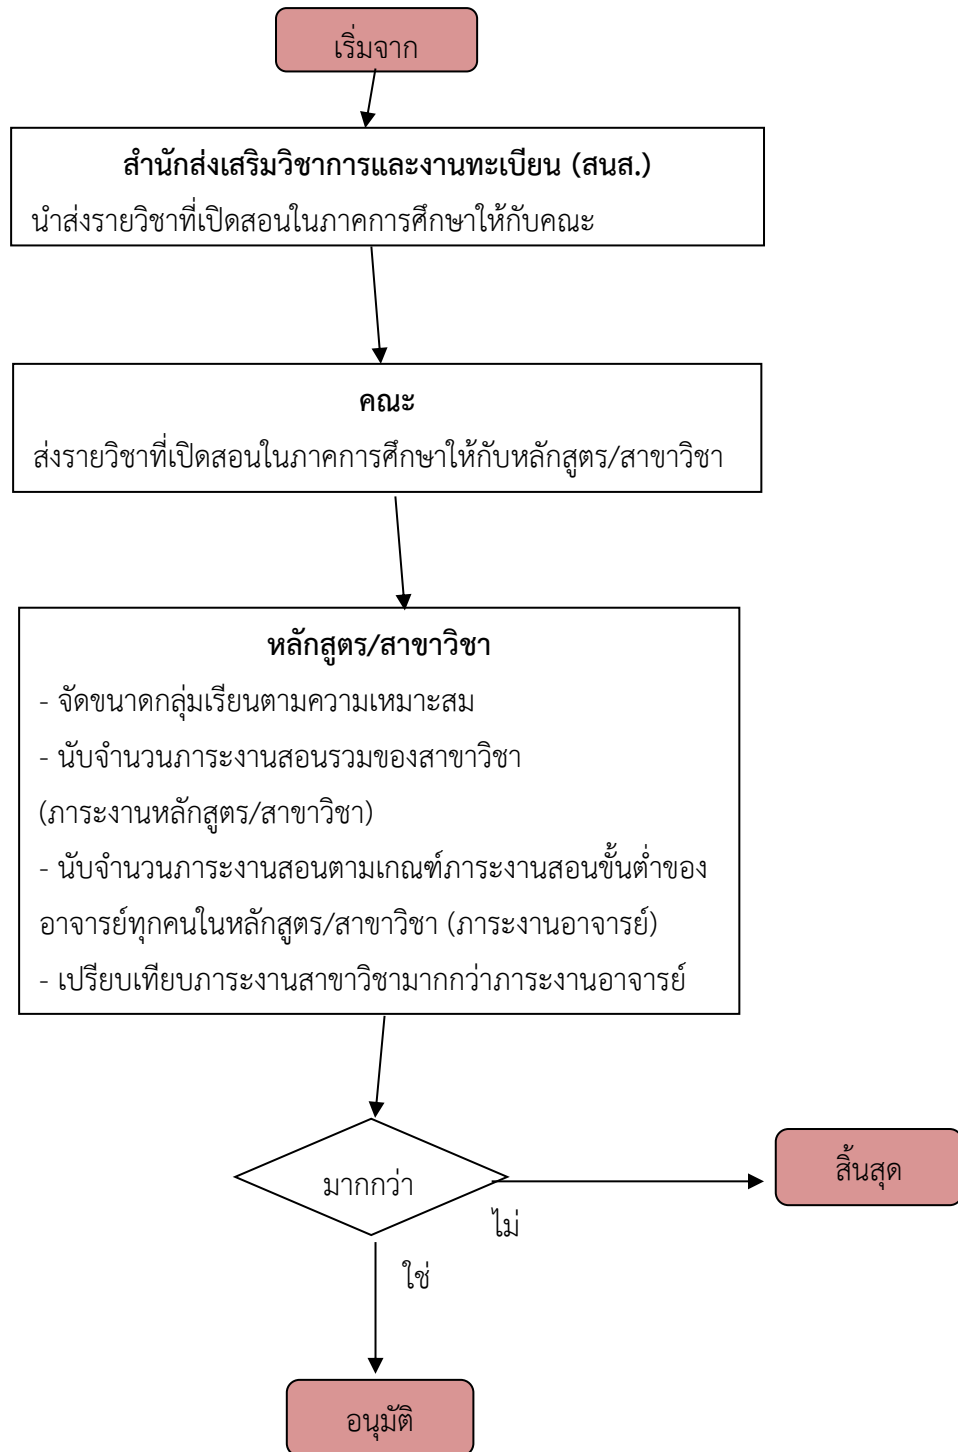 เริ่มจาก
สำนักส่งเสริมวิชาการและงานทะเบียน (สนส.)
นำส่งรายวิชาที่เปิดสอนในภาคการศึกษาให้กับคณะ
คณะ
ส่งรายวิชาที่เปิดสอนในภาคการศึกษาให้กับหลักสูตร/สาขาวิชา
หลักสูตร/สาขาวิชา
- จัดขนาดกลุ่มเรียนตามความเหมาะสม
- นับจำนวนภาระงานสอนรวมของสาขาวิชา
(ภาระงานหลักสูตร/สาขาวิชา)
- นับจำนวนภาระงานสอนตามเกณฑ์ภาระงานสอนขั้นต่ำของ
อาจารย์ทุกคนในหลักสูตร/สาขาวิชา (ภาระงานอาจารย์)
- เปรียบเทียบภาระงานสาขาวิชามากกว่าภาระงานอาจารย์
มากกว่า
สิ้นสุด
ไม่
ใช่
อนุมัติ